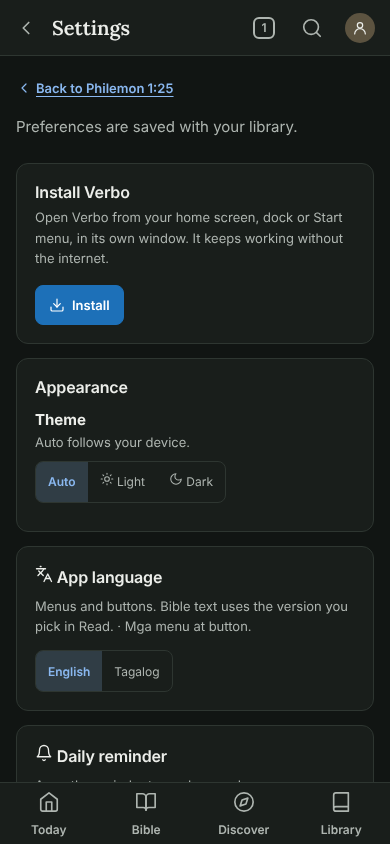 Settings
1
Back to Philemon 1:25
Preferences are saved with your library.
Install Verbo
Open Verbo from your home screen, dock or Start
menu, in its own window. It keeps working without
the internet.
Install
Appearance
Theme
Auto follows your device.
Auto Light Dark
App language
Menus and buttons. Bible text uses the version you
pick in Read. · Mga menu at button.
English Tagalog
Daily reminder
Today Bible Discover Library